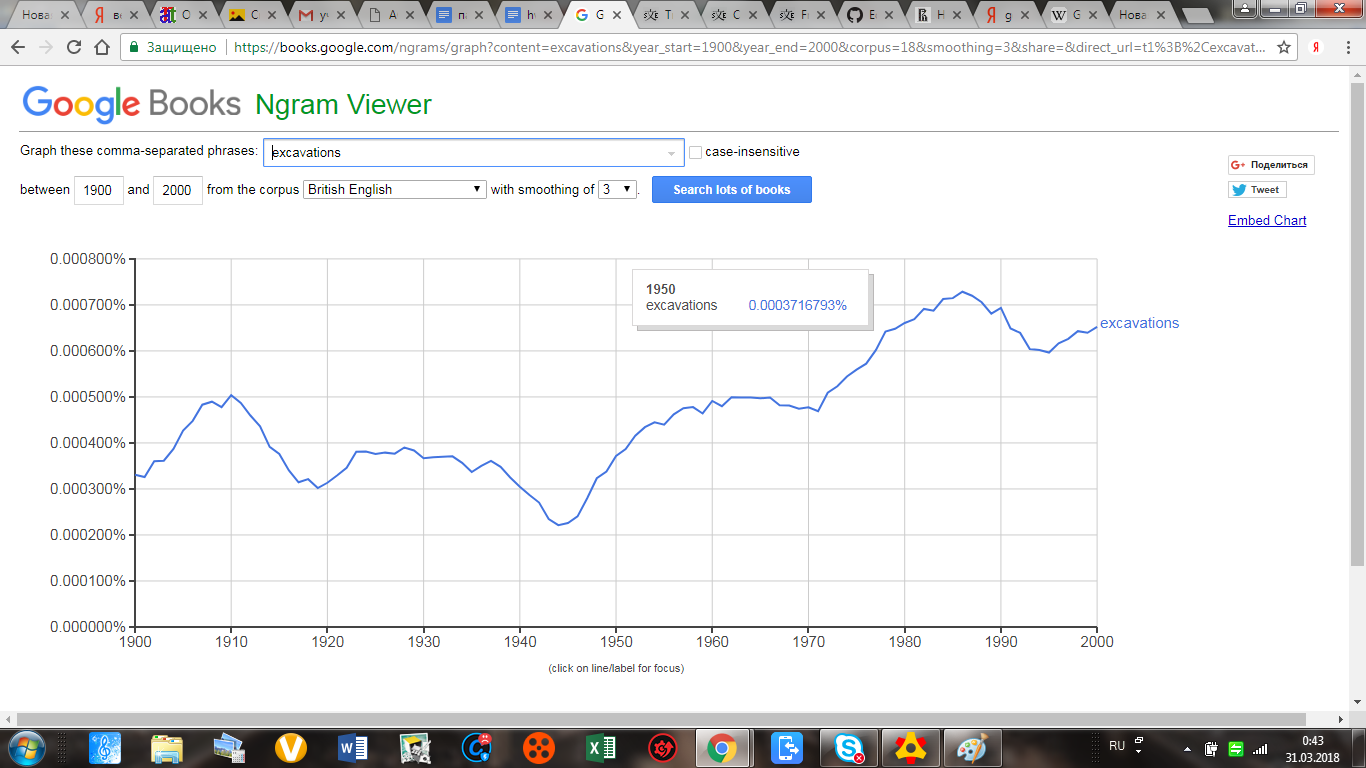 Нова
O
C
A
п
h
G
T
C
F
E
H
g
G
Нова
Защищено
https://books.google.com/ngrams/graph?content=excavations&year_start=1900&year_end=2000&corpus=18&smoothing=3&share=&direct_url=t1%3B%2Cexcavat...
Google Books Ngram Viewer
Graph these comma-separated phrases: excavations case-insensitive
between 1900 and 2000 from the corpus British English with smoothing of 3 . Search lots of books
G+ Поделиться
Tweet
Embed Chart
0.000800%
0.000700%
0.000600%
0.000500%
0.000400%
0.000300%
0.000200%
0.000100%
0.000000%
1950
excavations 0.0003716793%
excavations
1900 1910 1920 1930 1940 1950 1960 1970 1980 1990 2000
(click on line/label for focus)
RU
0:43
31.03.2018